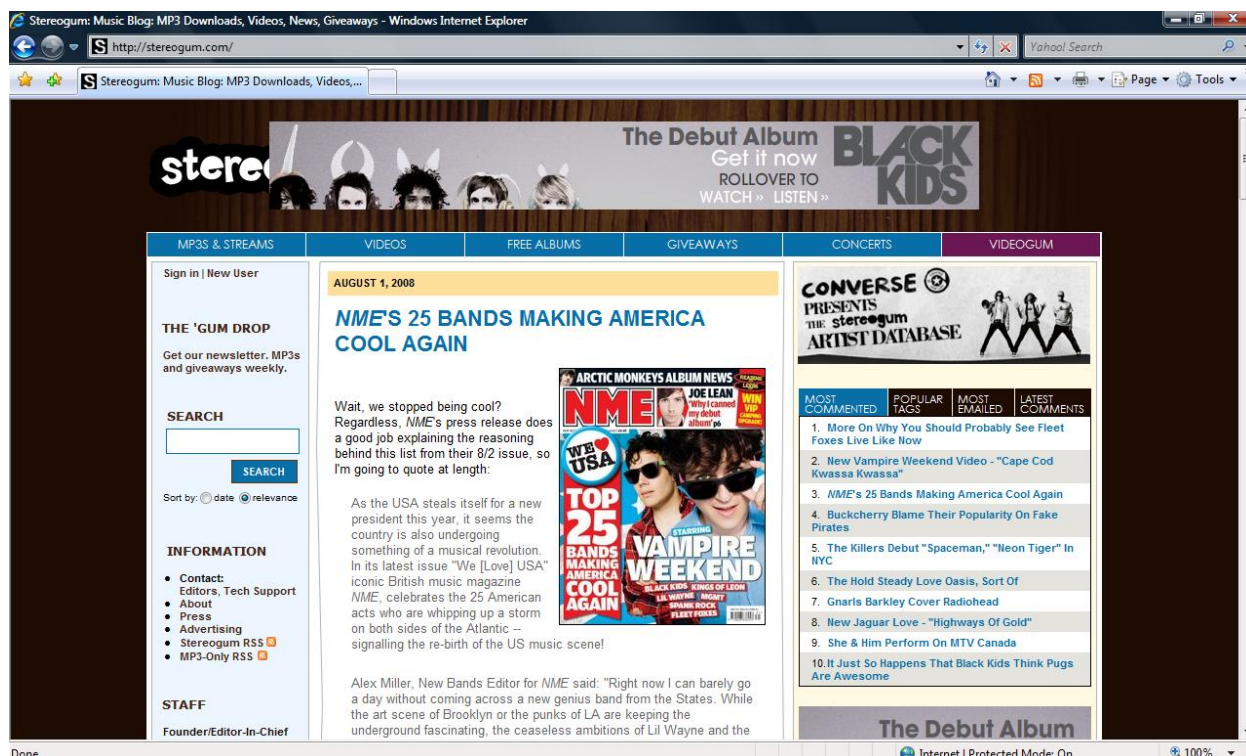 Stereogum: Music Blog: MP3 Downloads, Videos, News, Giveaways - Windows Internet Explorer
http://stereogum.com/
Yahoo! Search
Stereogum: Music Blog: MP3 Downloads, Videos,...
Page
Tools
stereo
The Debut Album
Get it now
ROLLOVER TO
WATCH » LISTEN »
BLACK
KIDS
MP3S & STREAMS
VIDEOS
FREE ALBUMS
GIVEAWAYS
CONCERTS
VIDEOGUM
Sign in | New User
THE 'GUM DROP
Get our newsletter. MP3s
and giveaways weekly.
SEARCH
SEARCH
Sort by: date relevance
INFORMATION
Contact:
Editors, Tech Support
About
Press
Advertising
Stereogum RSS
MP3-Only RSS
STAFF
Founder/Editor-In-Chief
AUGUST 1, 2008
NME'S 25 BANDS MAKING AMERICA
COOL AGAIN
Wait, we stopped being cool?
Regardless, NME's press release does
a good job explaining the reasoning
behind this list from their 8/2 issue, so
I'm going to quote at length:
As the USA steals itself for a new
president this year, it seems the
country is also undergoing
something of a musical revolution.
In its latest issue "We [Love] USA"
iconic British music magazine
NME, celebrates the 25 American
acts who are whipping up a storm
on both sides of the Atlantic --
signalling the re-birth of the US music scene!
Alex Miller, New Bands Editor for NME said: "Right now I can barely go
a day without coming across a new genius band from the States. While
the art scene of Brooklyn or the punks of LA are keeping the
underground fascinating, the ceaseless ambitions of Lil Wayne and the
ARCTIC MONKEYS ALBUM NEWS
NME
JOE LEAN
"Why I canned
my debut
album" p6
WIN
VIP
WE
USA
TOP
25
BANDS
MAKING
AMERICA
COOL
AGAIN
STARRING
VAMPIRE
WEEKEND
BLACK KIDS KINGS OF LEON
LIL WAYNE MGMT
SPANK ROCK
FLEET FOXES
CONVERSE
PRESENTS
THE stereogum
ARTIST DATABASE
MOST
COMMENTED
POPULAR
TAGS
MOST
EMAILED
LATEST
COMMENTS
1. More On Why You Should Probably See Fleet
Foxes Live Like Now
2. New Vampire Weekend Video - "Cape Cod
Kwassa Kwassa"
3. NME's 25 Bands Making America Cool Again
4. Buckcherry Blame Their Popularity On Fake
Pirates
5. The Killers Debut "Spaceman," "Neon Tiger" In
NYC
6. The Hold Steady Love Oasis, Sort Of
7. Gnarls Barkley Cover Radiohead
8. New Jaguar Love - "Highways Of Gold"
9. She & Him Perform On MTV Canada
10. It Just So Happens That Black Kids Think Pugs
Are Awesome
The Debut Album
Done
Internet | Protected Mode: On
100%